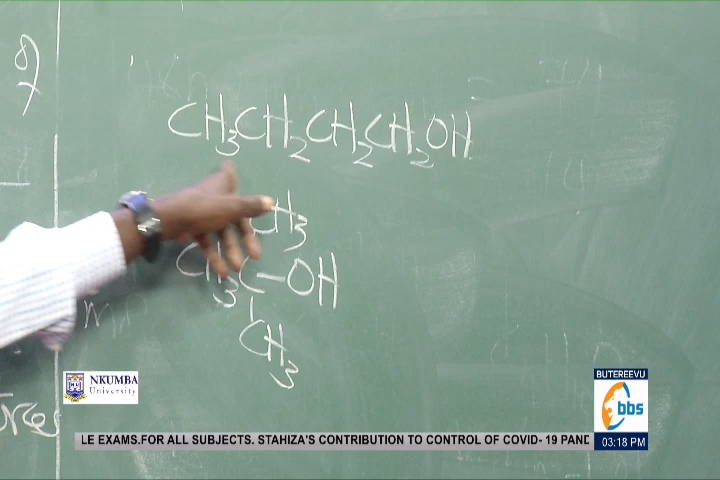 CH3CH2CH2CH2OH
CH3
CH3C-OH
CH3
NKUMBA
University
BUTEREEVU
bbs
LE EXAMS.FOR ALL SUBJECTS. STAHIZA'S CONTRIBUTION TO CONTROL OF COVID- 19 PAND
03:18 PM